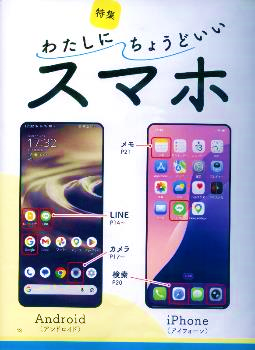 特集
わたしにちょうどいい
スマホ
17:32
メモ
P21
LINE
P14~
カメラ
P17~
検索
P20
Android
(アンドロイド)
iPhone
(アイフォーン)